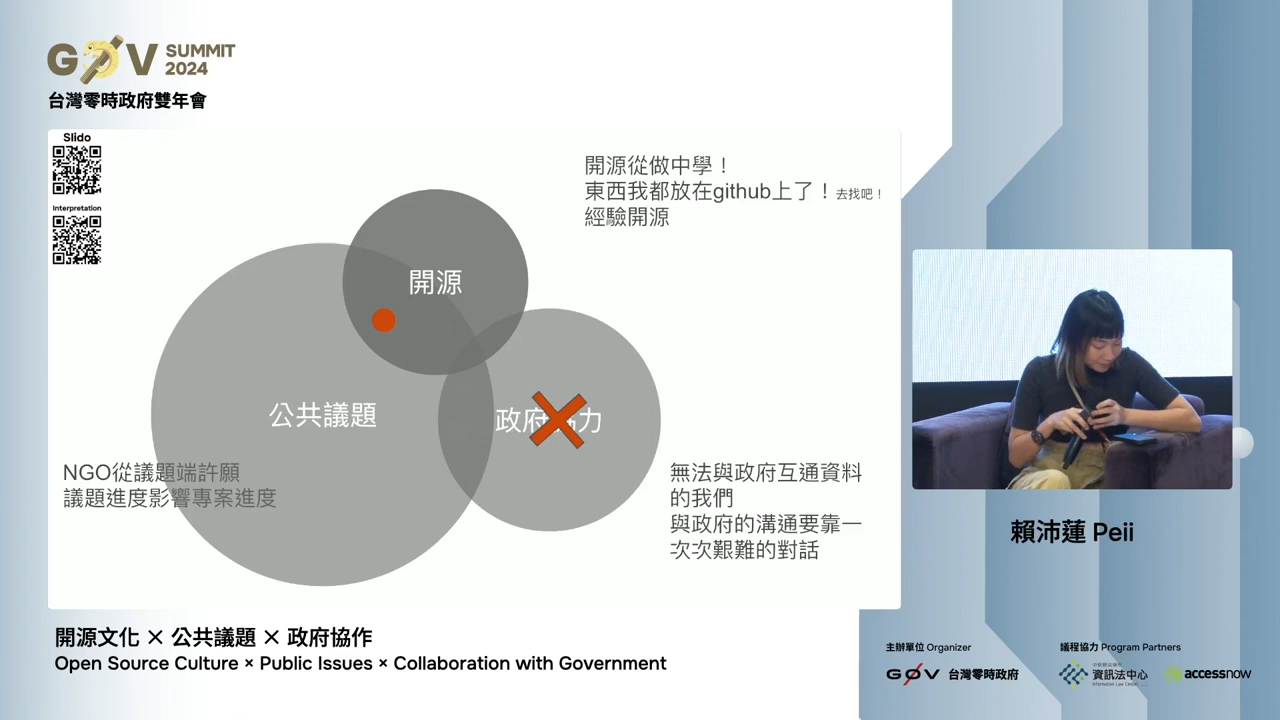 G0V SUMMIT
2024
台灣零時政府雙年會
Slido
Interpretation
開源從做中學！
東西我都放在github上了！去找吧！
經驗開源
開源
公共議題
政府 力
NGO從議題端許願
議題進度影響專案進度
無法與政府互通資料
的我們
與政府的溝通要靠一
次次艱難的對話
賴沛蓮 Peii
開源文化 × 公共議題 × 政府協作
Open Source Culture × Public Issues × Collaboration with Government
主辦單位 Organizer
G0V 台灣零時政府
議程協力 Program Partners
資訊法中心
Information Law Center
accessnow